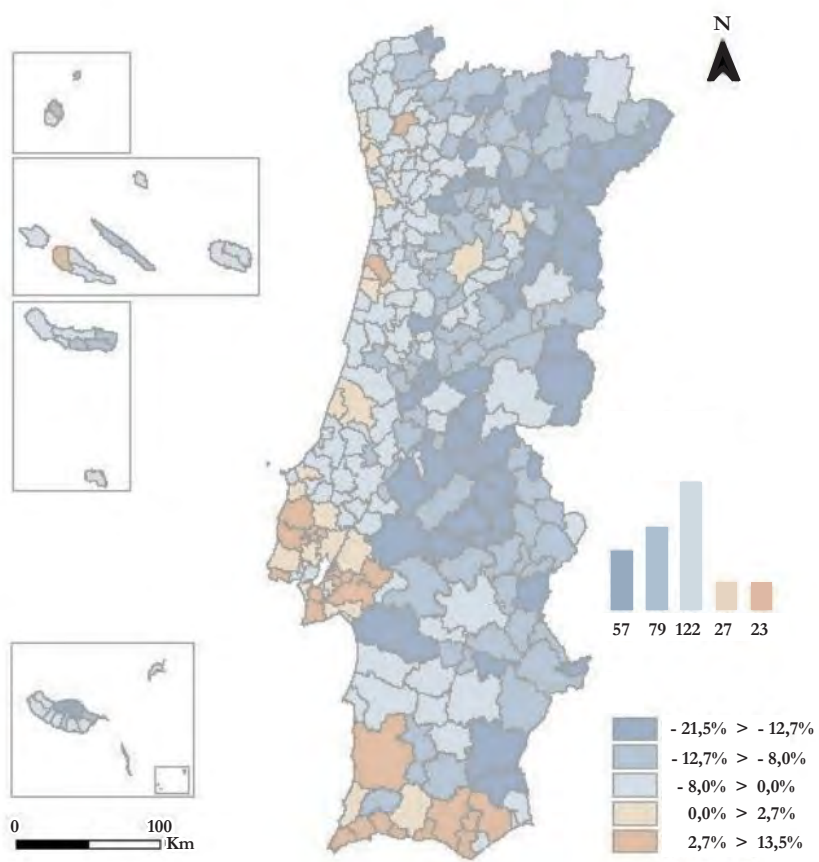 N
57 79 122 27 23
- 21,5% > - 12,7%
- 12,7% > - 8,0%
- 8,0% > 0,0%
0,0% > 2,7%
2,7% > 13,5%
0 100
Km